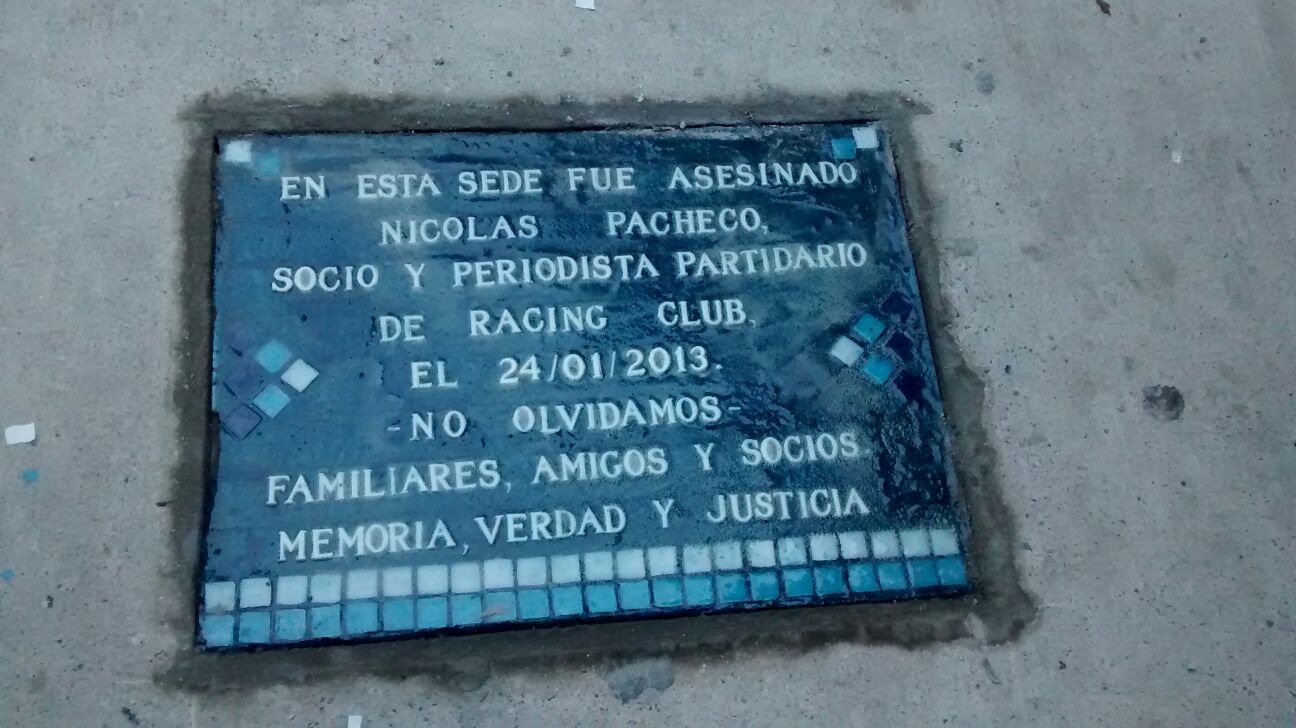 EN ESTA SEDE FUE ASESINADO
NICOLAS PACHECO,
SOCIO Y PERIODISTA PARTIDARIO
DE RACING CLUB,
EL 24/01/2013.
-NO OLVIDAMOS-
FAMILIARES, AMIGOS Y SOCIOS.
MEMORIA, VERDAD Y JUSTICIA